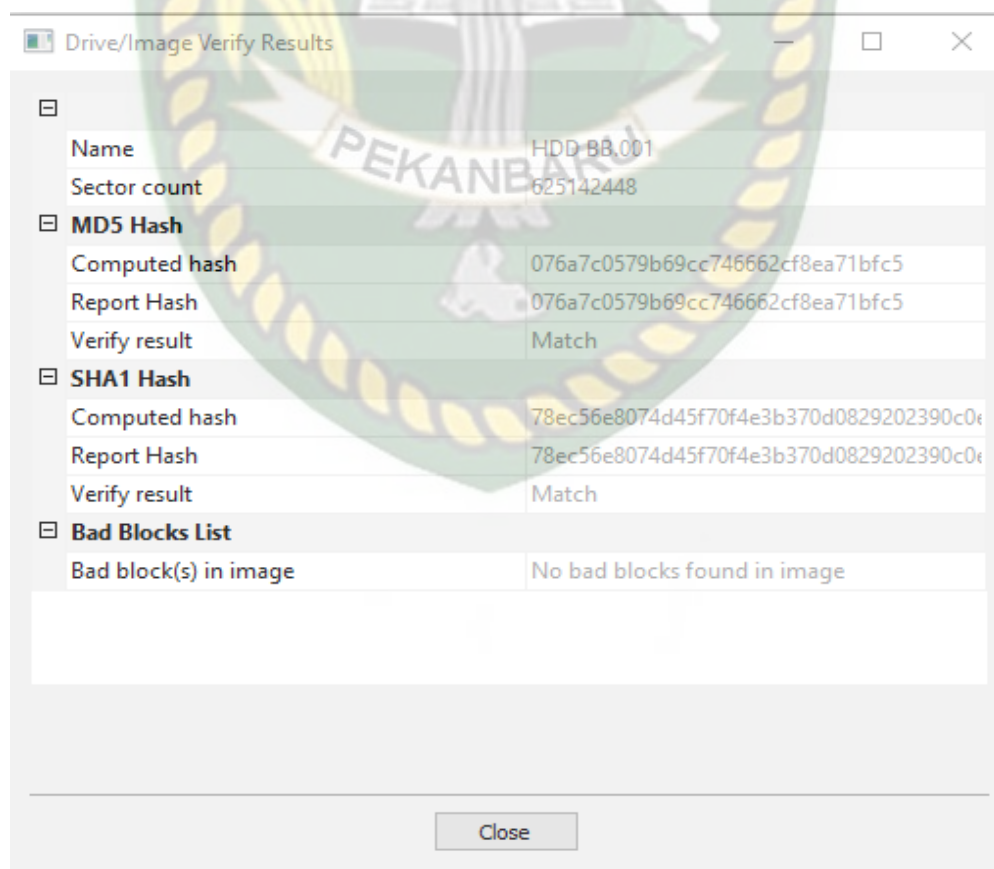 Drive/Image Verify Results
Name HDD BB.001
Sector count 625142448
MD5 Hash
Computed hash 076a7c0579b69cc746662cf8ea71bfc5
Report Hash 076a7c0579b69cc746662cf8ea71bfc5
Verify result Match
SHA1 Hash
Computed hash 78ec56e8074d45f70f4e3b370d0829202390c0e
Report Hash 78ec56e8074d45f70f4e3b370d0829202390c0e
Verify result Match
Bad Blocks List
Bad block(s) in image No bad blocks found in image
Close
PEKANBARU